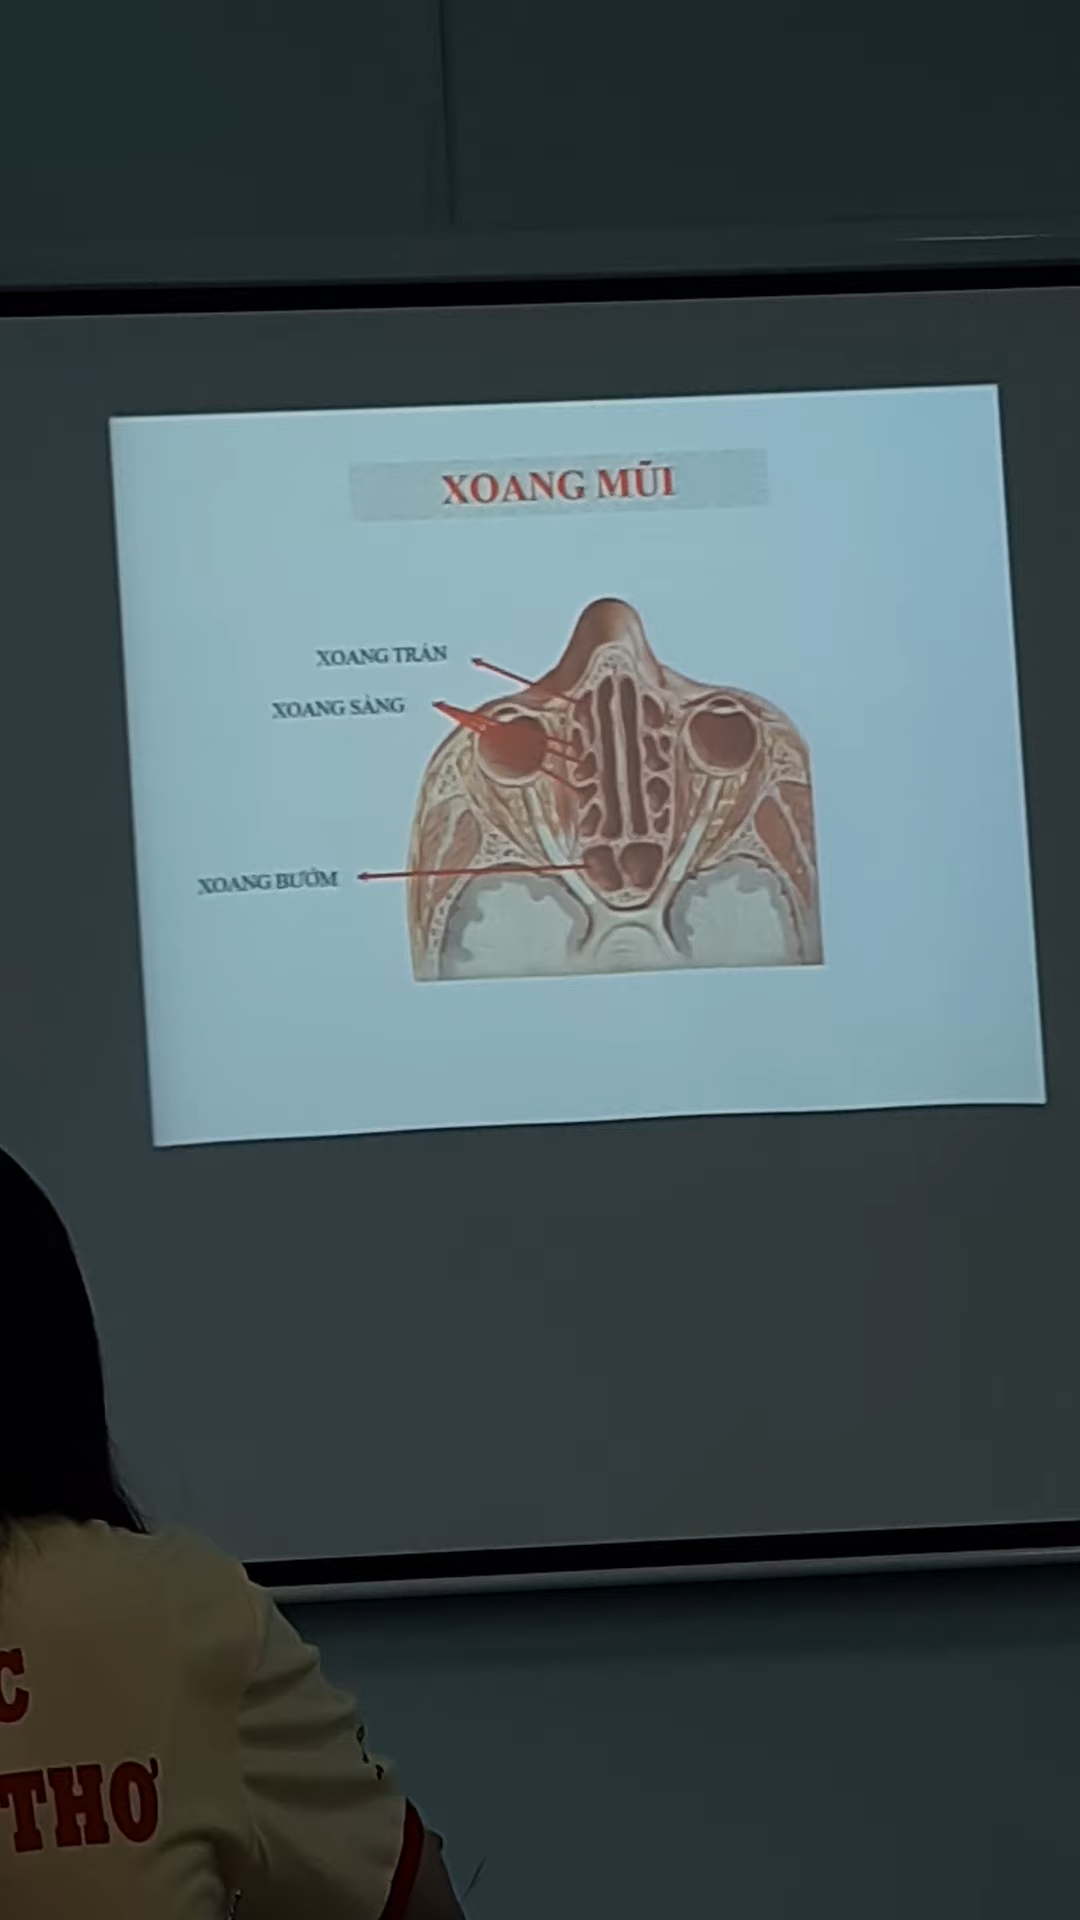 XOANG MŨI
XOANG TRÁN
XOANG SÀNG
XOANG BƯỚM
C
THƠ